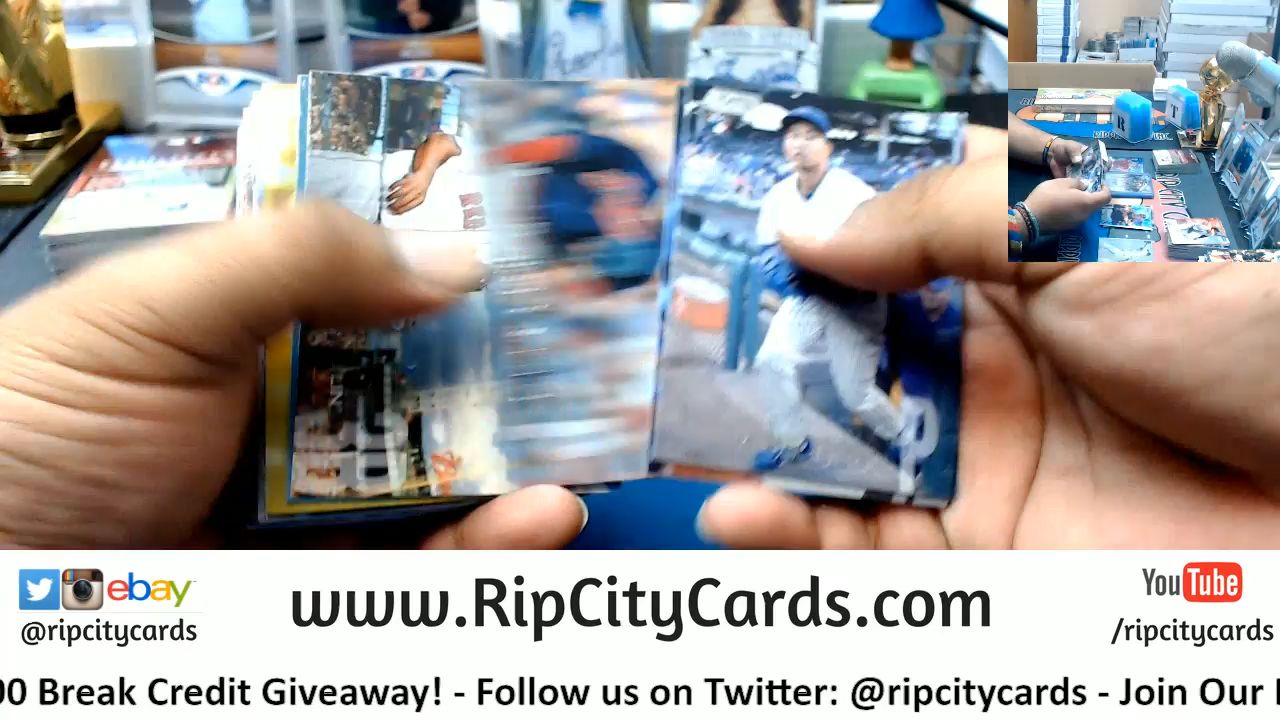 ebay
@ripcitycards
www.RipCityCards.com
YouTube
/ripcitycards
00 Break Credit Giveaway! - Follow us on Twitter: @ripcitycards - Join Our